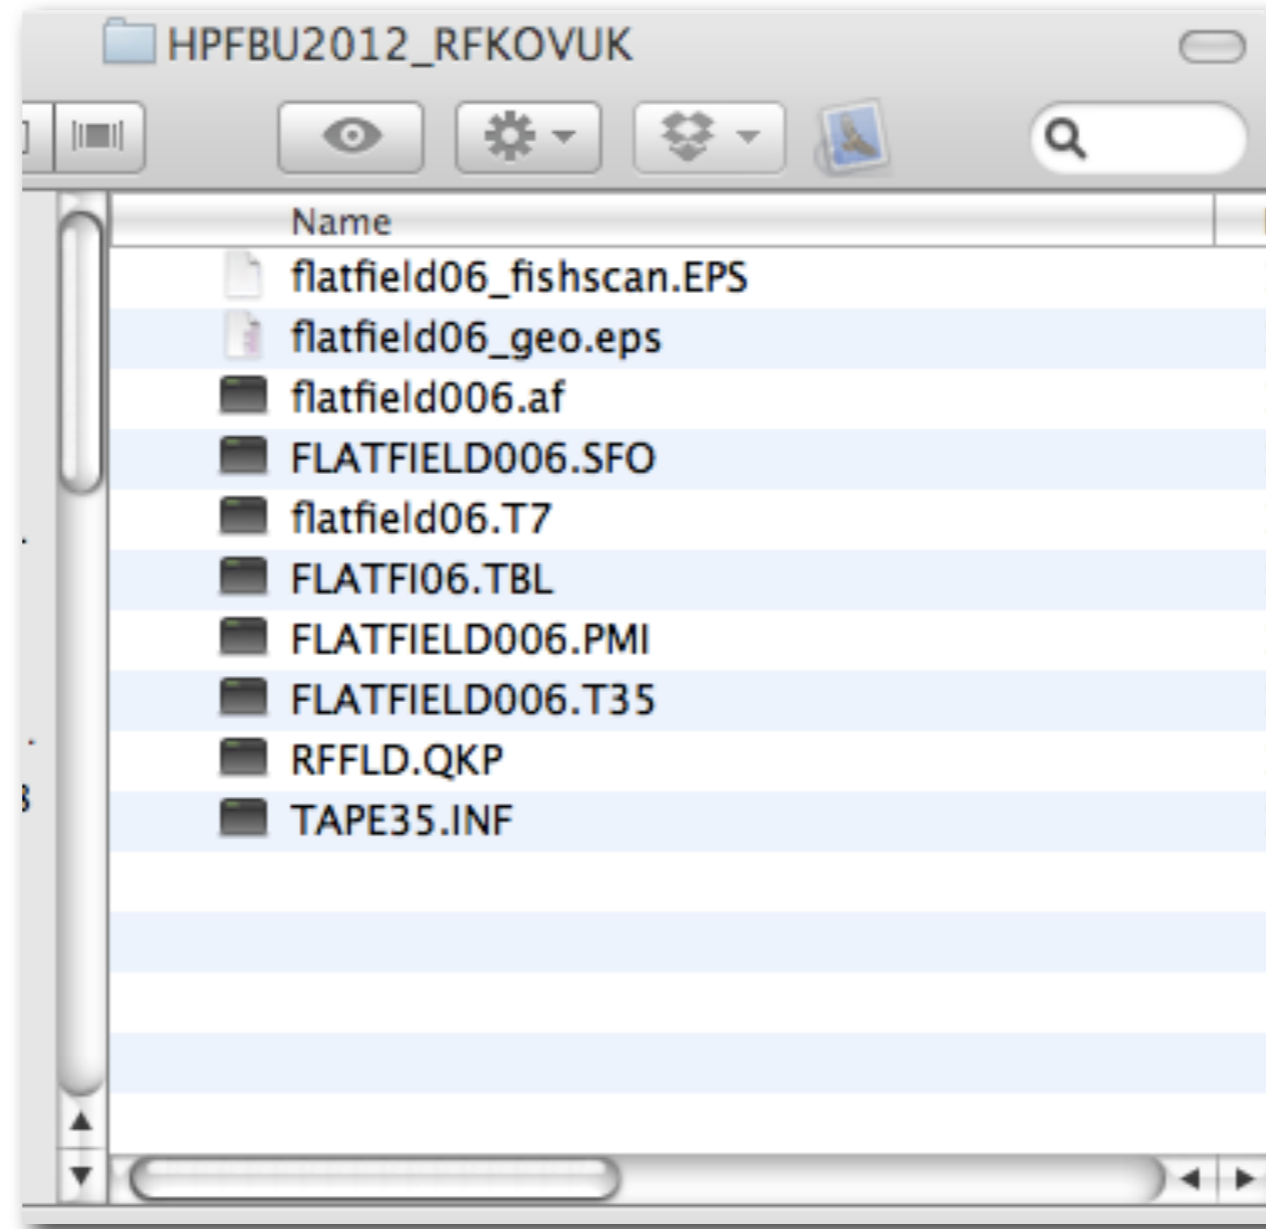 HPFBU2012_RFKOVUK
Name
flatfield06_fishscan.EPS
flatfield06_geo.eps
flatfield006.af
FLATFIELD006.SFO
flatfield06.T7
FLATFI06.TBL
FLATFIELD006.PMI
FLATFIELD006.T35
RFFLD.QKP
TAPE35.INF